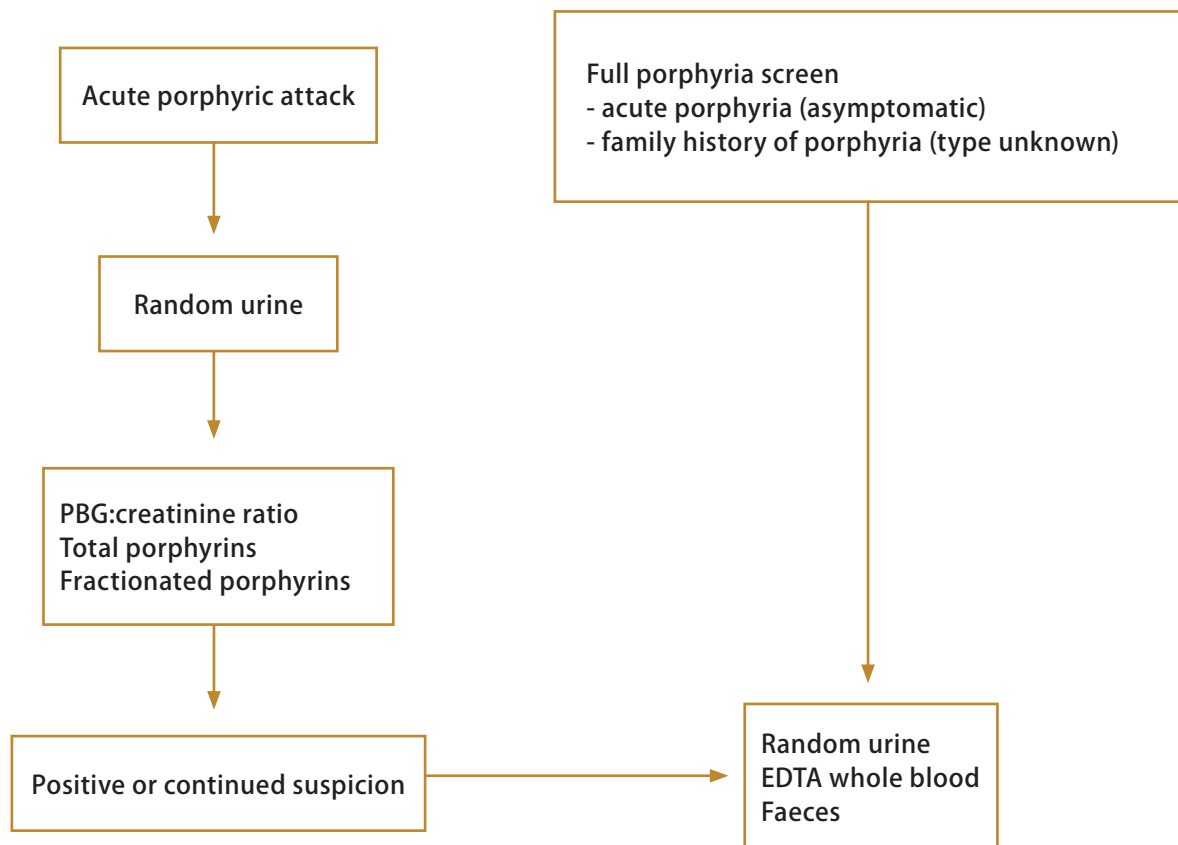 Acute porphyric attack
Full porphyria screen
- acute porphyria (asymptomatic)
- family history of porphyria (type unknown)
Random urine
PBG:creatinine ratio
Total porphyrins
Fractionated porphyrins
Positive or continued suspicion
Random urine
EDTA whole blood
Faeces